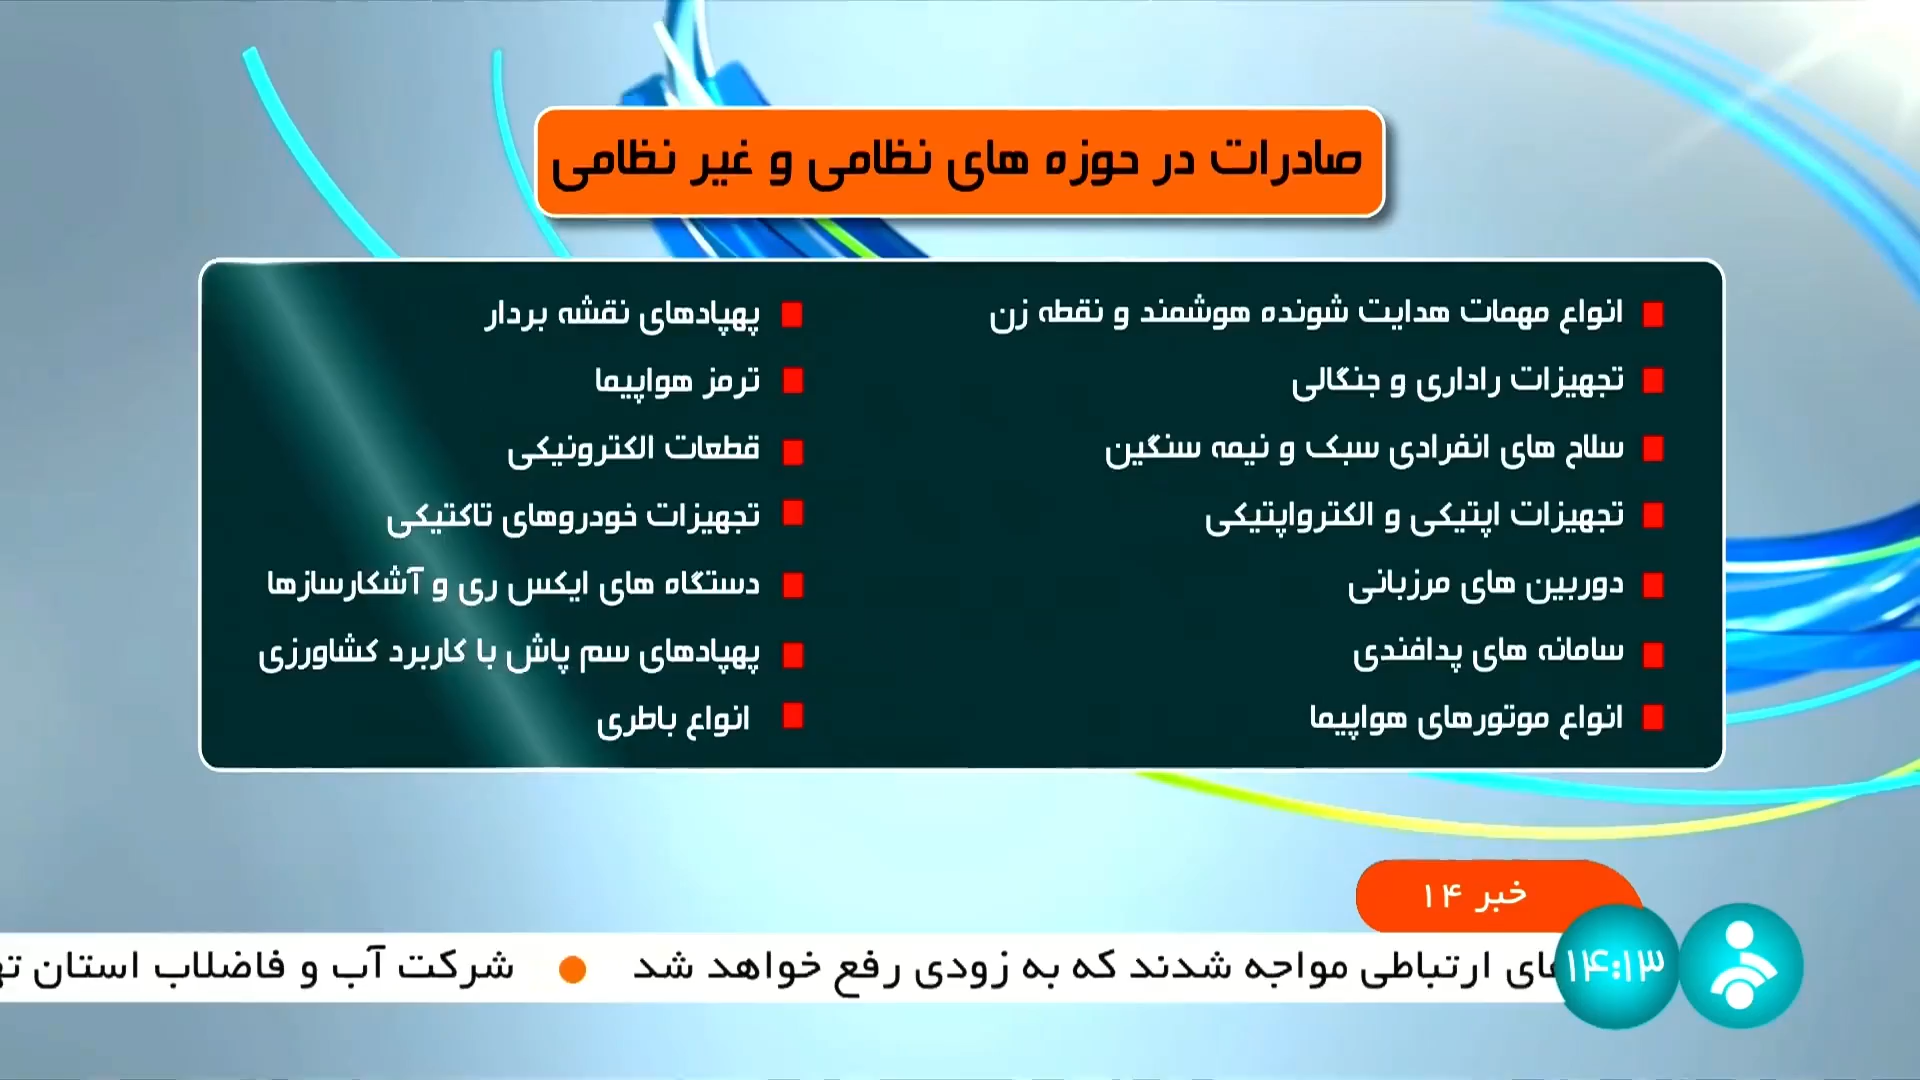 صادرات در حوزه های نظامی و غیر نظامی
انواع مهمات هدایت شونده هوشمند و نقطه زن
تجهیزات راداری و جنگالی
سلاح های انفرادی سبک و نیمه سنگین
تجهیزات اپتیکی و الکترواپتیکی
دوربین های مرزبانی
سامانه های پدافندی
انواع موتورهای هواپیما
پهپادهای نقشه بردار
ترمز هواپیما
قطعات الکترونیکی
تجهیزات خودروهای تاکتیکی
دستگاه های ایکس ری و آشکارسازها
پهپادهای سم پاش با کاربرد کشاورزی
انواع باطری
خبر ۱۴
۱۴:۱۳
ارتباطی مواجه شدند که به زودی رفع خواهد شد ● شرکت آب و فاضلاب استان